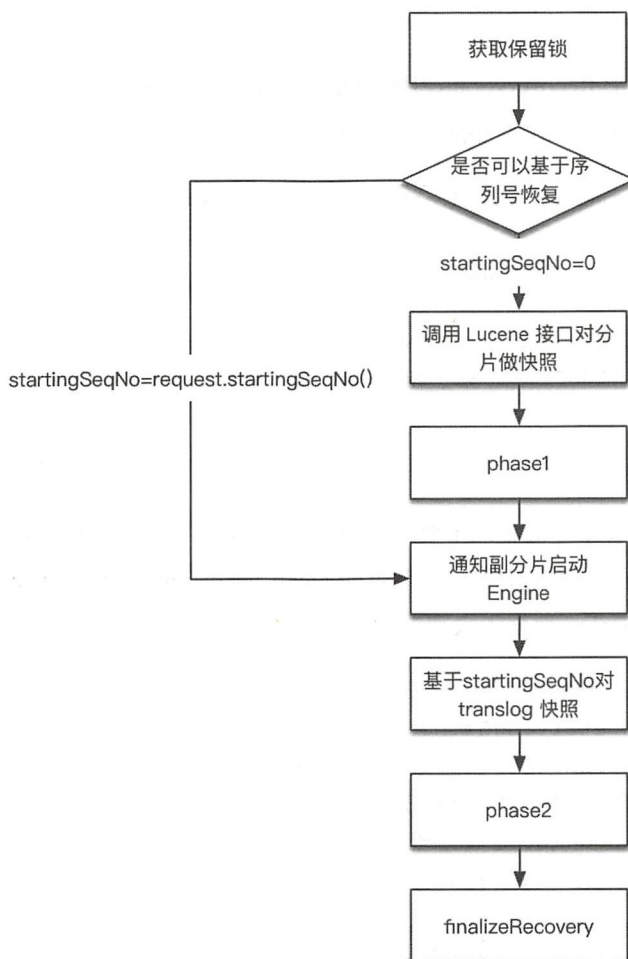 获取保留锁
是否可以基于序
列号恢复
startingSeqNo=0
调用 Lucene 接口对分
片做快照
startingSeqNo=request.startingSeqNo()
phase1
通知副分片启动
Engine
基于startingSeqNo对
translog 快照
phase2
finalizeRecovery